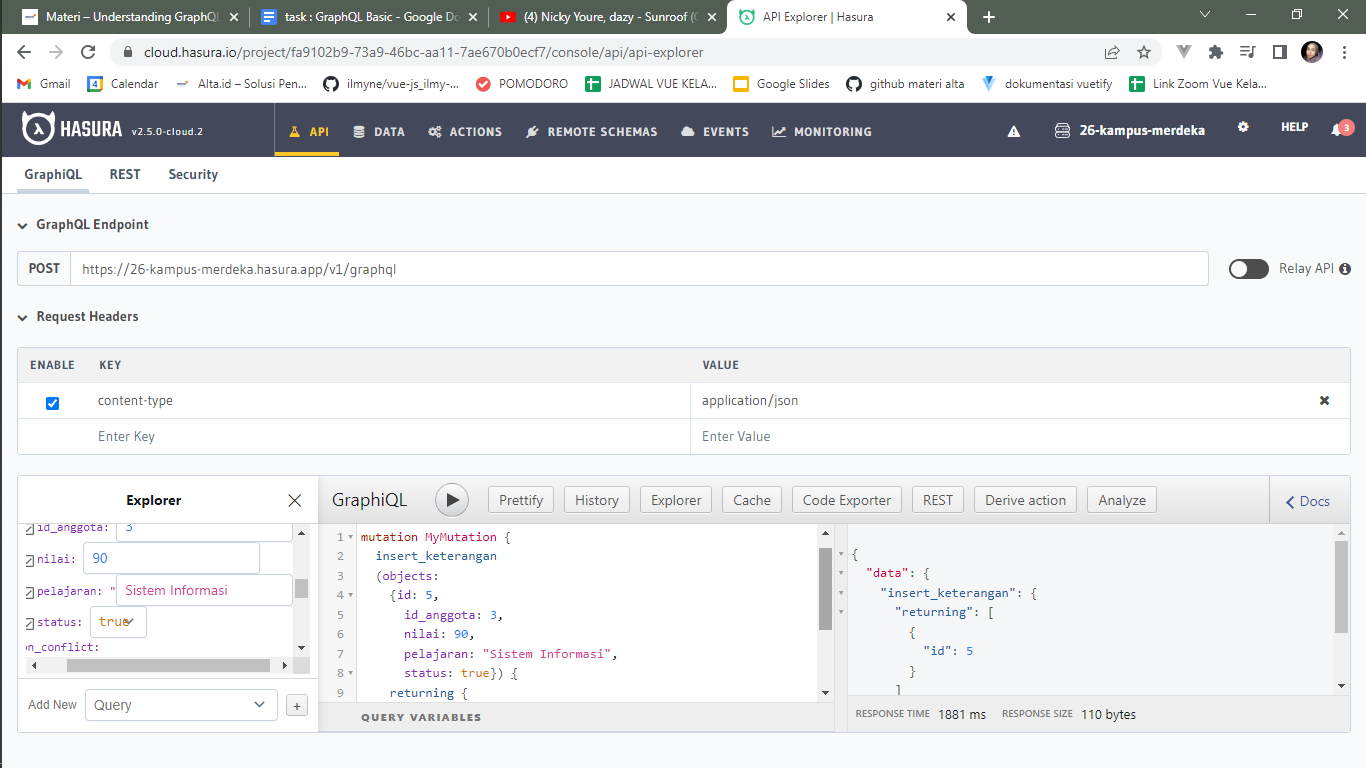 Materi – Understanding GraphQL
task : GraphQL Basic - Google Do
(4) Nicky Youre, dazy - Sunroof (
API Explorer | Hasura
cloud.hasura.io/project/fa9102b9-73a9-46bc-aa11-7ae670b0ecf7/console/api/api-explorer
Gmail
4 Calendar
Alta.id – Solusi Pen...
ilmyne/vue-js_ilmy-...
POMODORO
JADWAL VUE KELA...
Google Slides
github materi alta
dokumentasi vuetify
Link Zoom Vue Kela...
HASURA v2.5.0-cloud.2
API
DATA
ACTIONS
REMOTE SCHEMAS
EVENTS
MONITORING
26-kampus-merdeka
HELP
3
GraphiQL
REST
Security
GraphQL Endpoint
POST https://26-kampus-merdeka.hasura.app/v1/graphql
Relay API
Request Headers
ENABLE KEY VALUE
content-type application/json
Enter Key Enter Value
Explorer
id_anggota: 3
nilai: 90
pelajaran: " Sistem Informasi
status: true
on_conflict:
Add New Query +
GraphiQL
Prettify
History
Explorer
Cache
Code Exporter
REST
Derive action
Analyze
Docs
1 mutation MyMutation {
2 insert_keterangan
3 (objects:
4 {id: 5,
5 id_anggota: 3,
6 nilai: 90,
7 pelajaran: "Sistem Informasi",
8 status: true}) {
9 returning {
QUERY VARIABLES
{
"data": {
"insert_keterangan": {
"returning": [
{
"id": 5
}
]
RESPONSE TIME 1881 ms RESPONSE SIZE 110 bytes